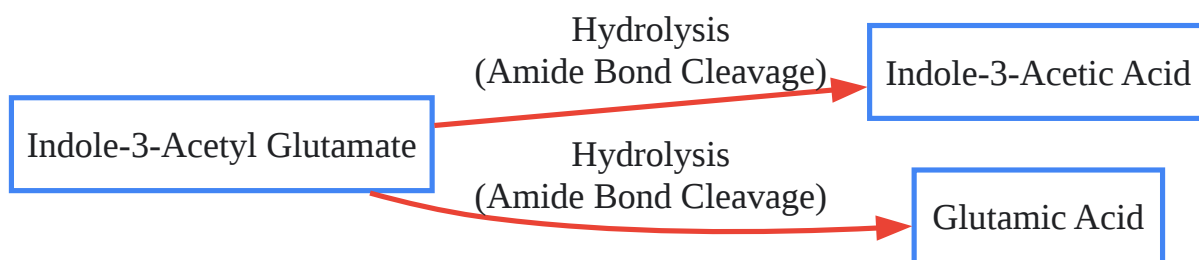 Hydrolysis
(Amide Bond Cleavage)
Indole-3-Acetic Acid
Indole-3-Acetyl Glutamate
Hydrolysis
(Amide Bond Cleavage)
Glutamic Acid